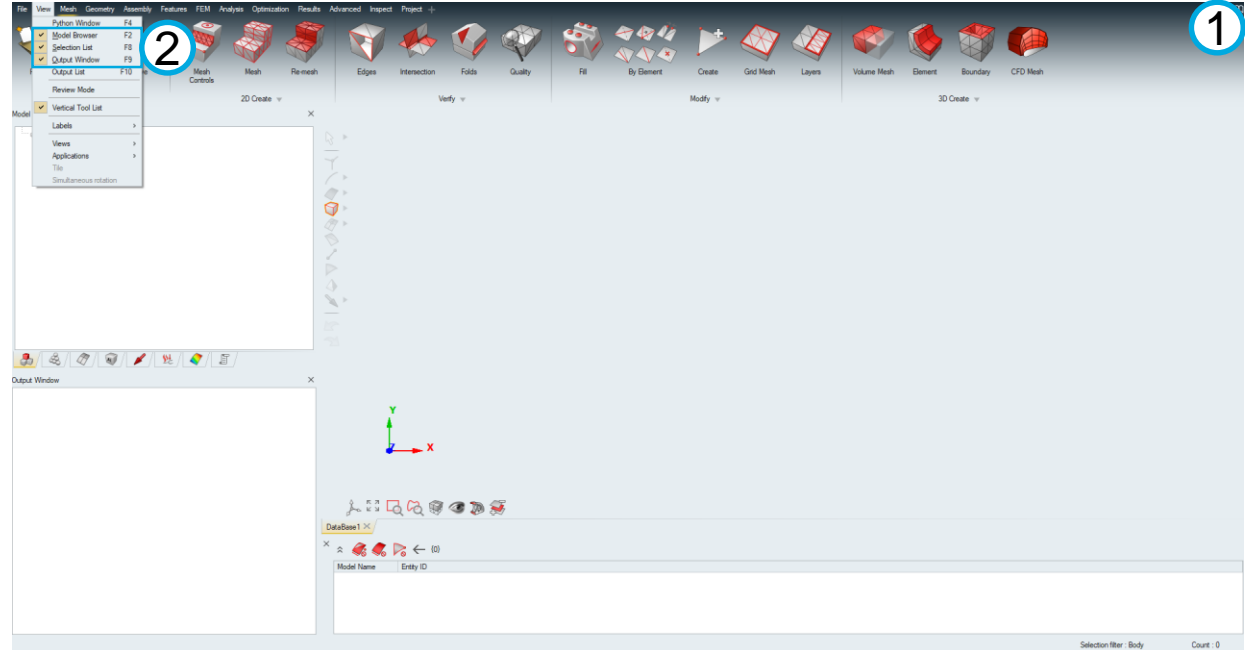 File View Mesh Geometry Assembly Features FEM Analysis Optimization Results Advanced Inspect Project
1
Python Window F4
Model Browser F2
Selection List F8
Output Window F9
Output List F10
Review Mode
Vertical Tool List
Labels
Views
Applications
Tile
Simultaneous rotation
2
Mesh Controls
Mesh
Re-mesh
Edges
Intersection
Folds
Quality
Fill
By Element
Create
Grid Mesh
Layers
Volume Mesh
Element
Boundary
CFD Mesh
2D Create
Verify
Modify
3D Create
Model
Output Window
Y
Z
X
DataBase1
(0)
Model Name Entity ID
Selection filter : Body Count : 0